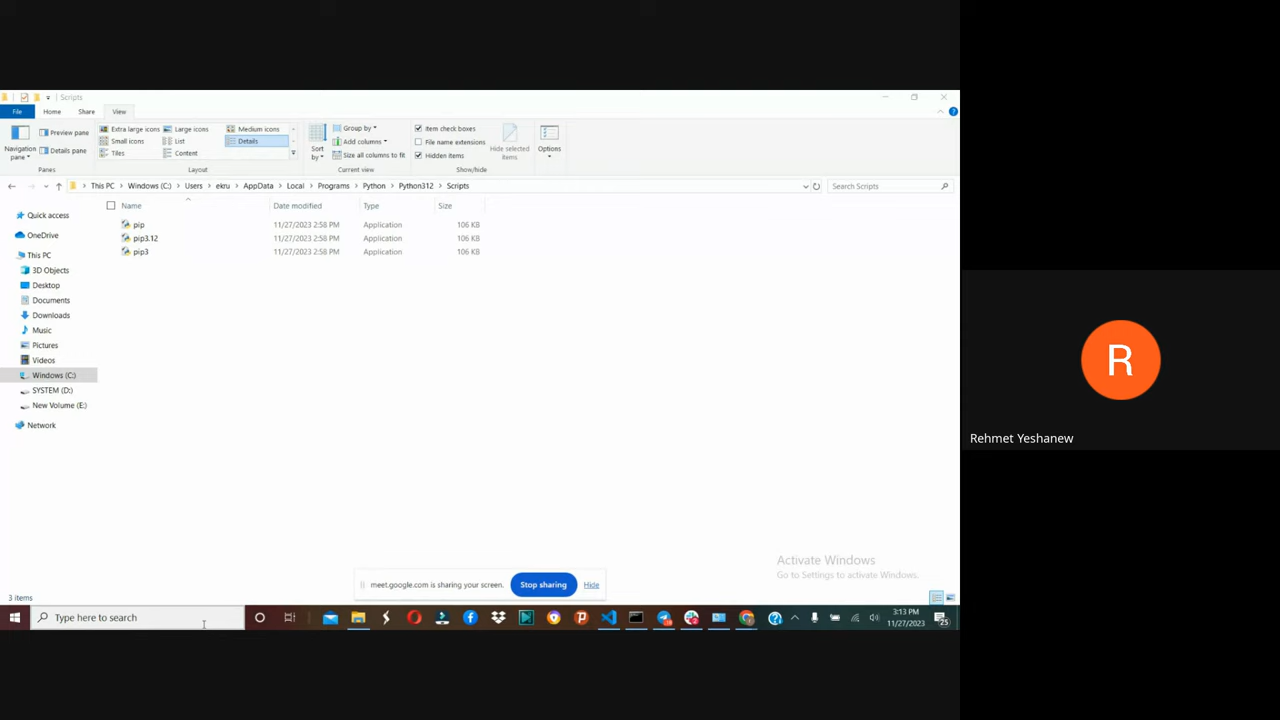 Scripts
File Home Share View
Navigation pane
Preview pane
Details pane
Panes
Extra large icons Large icons Medium icons
Small icons List Details
Tiles Content
Layout
Sort by
Group by
Add columns
Size all columns to fit
Current view
Item check boxes
File name extensions
Hidden items
Hide selected items
Show/hide
Options
This PC Windows (C:) Users ekru AppData Local Programs Python Python312 Scripts
Search Scripts
Name Date modified Type Size
pip 11/27/2023 2:58 PM Application 106 KB
pip3.12 11/27/2023 2:58 PM Application 106 KB
pip3 11/27/2023 2:58 PM Application 106 KB
Quick access
OneDrive
This PC
3D Objects
Desktop
Documents
Downloads
Music
Pictures
Videos
Windows (C:)
SYSTEM (D:)
New Volume (E:)
Network
R
Rehmet Yeshanew
Activate Windows
Go to Settings to activate Windows.
meet.google.com is sharing your screen. Stop sharing Hide
3 items
Type here to search
3:13 PM
11/27/2023
25